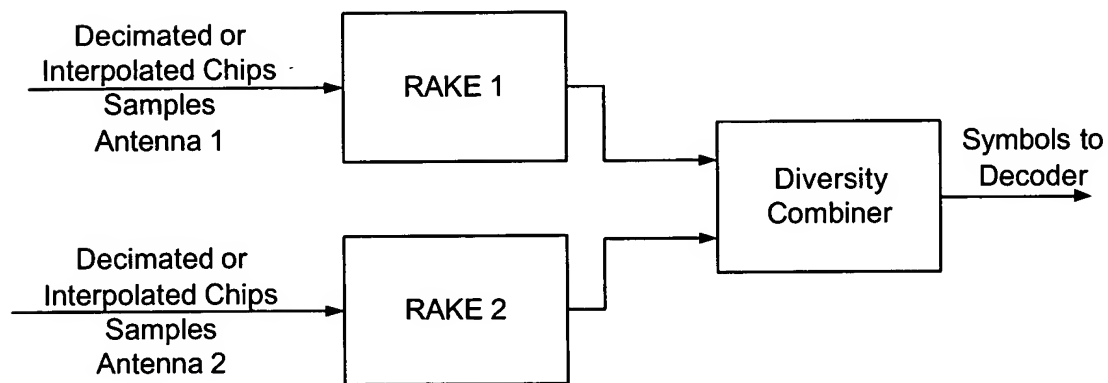 Decimated or
Interpolated Chips
Samples
Antenna 1
RAKE 1
Diversity
Combiner
Symbols to
Decoder
Decimated or
Interpolated Chips
Samples
Antenna 2
RAKE 2